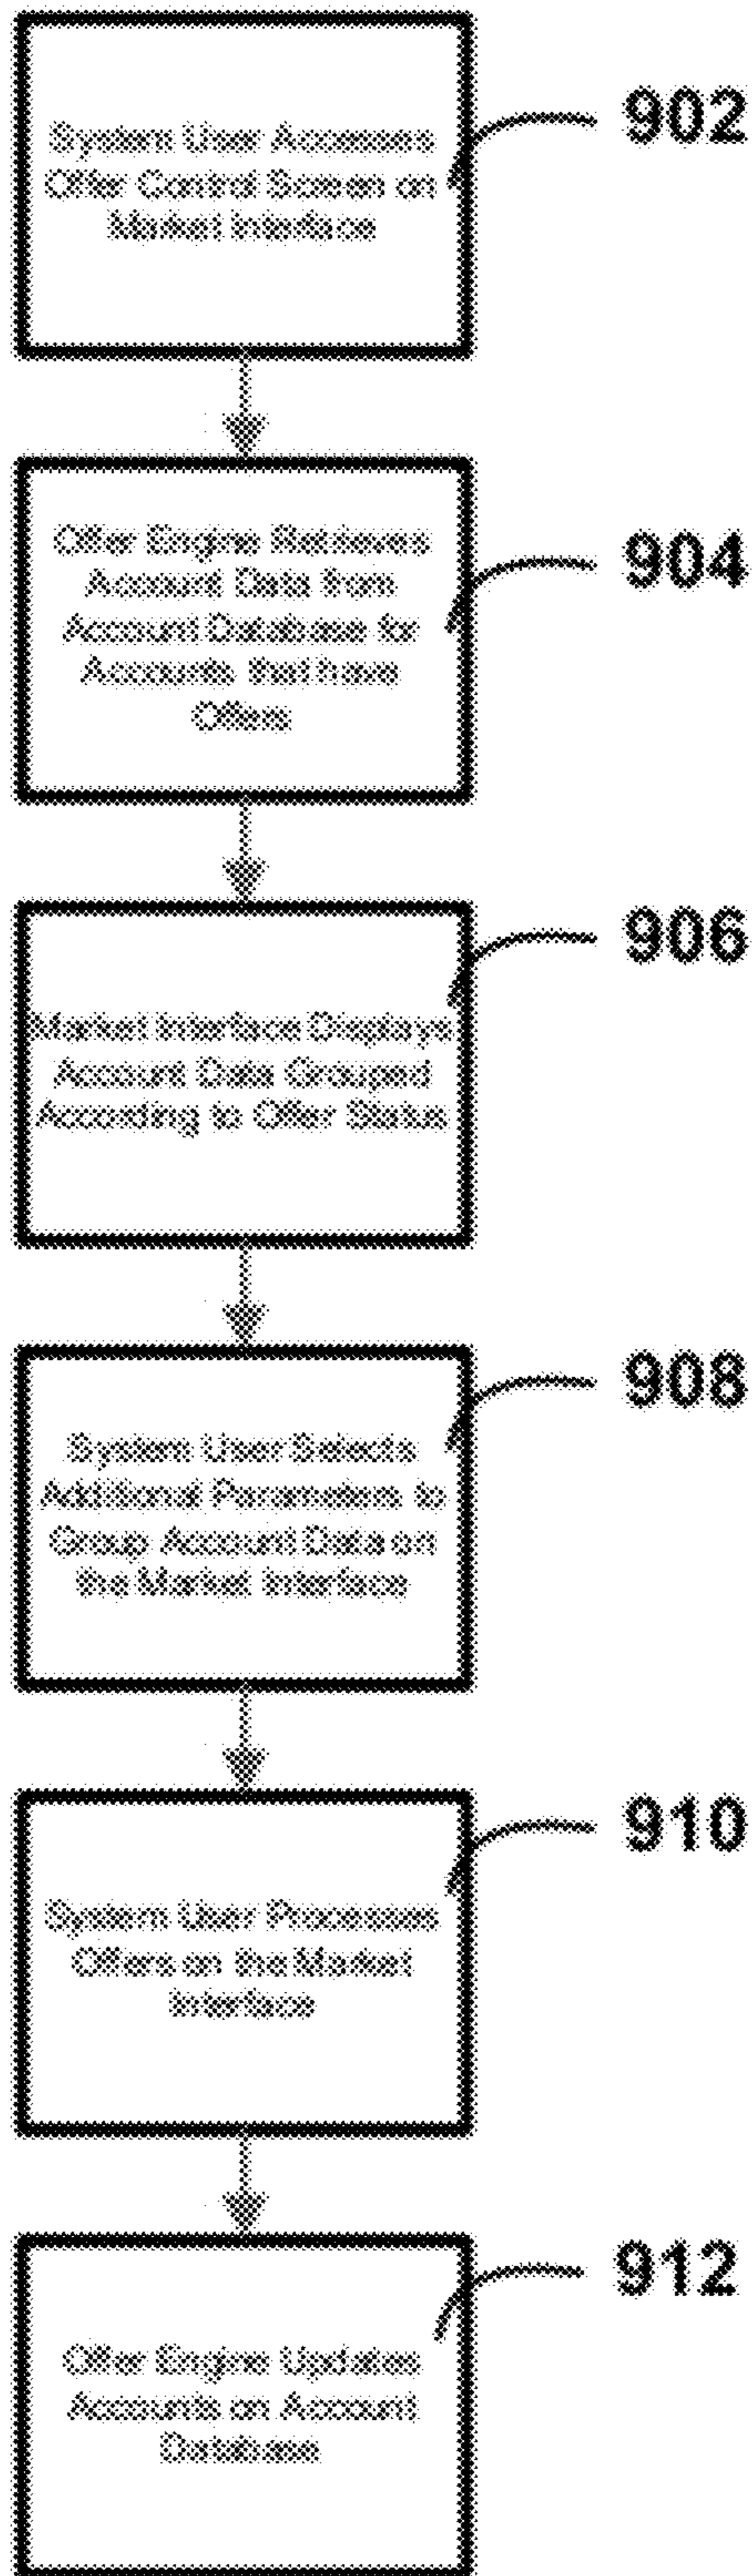 System User Accesses
Offer Control Screen on
Market Interface
902
Offer Engine Retrieves
Account Data from
Account Database for
Accounts that have
Offers
904
Market Interface Displays
Account Data Grouped
According to Offer Status
906
System User Selects
Additional Parameters to
Group Account Data on
the Market Interface
908
System User Processes
Offers on the Market
Interface
910
Offer Engine Updates
Accounts on Account
Database
912